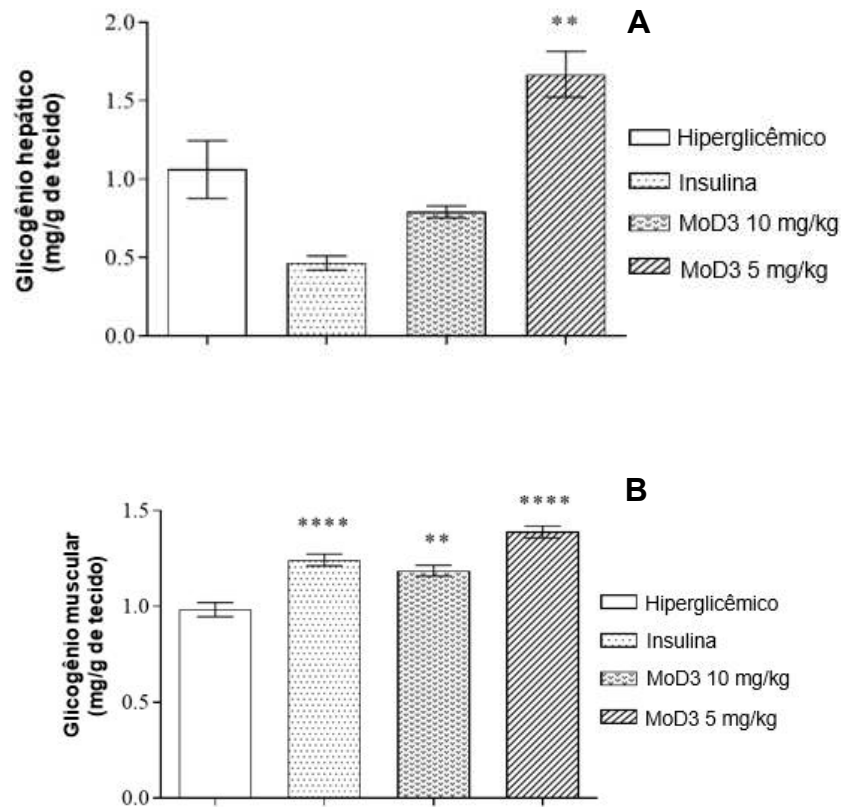 A
**
2.0
1.5
1.0
0.5
0.0
Glicogênio hepático
(mg/g de tecido)
Hiperglicêmico
Insulina
MoD3 10 mg/kg
MoD3 5 mg/kg
B
****
**
****
1.5
1.0
0.5
0.0
Glicogênio muscular
(mg/g de tecido)
Hiperglicêmico
Insulina
MoD3 10 mg/kg
MoD3 5 mg/kg